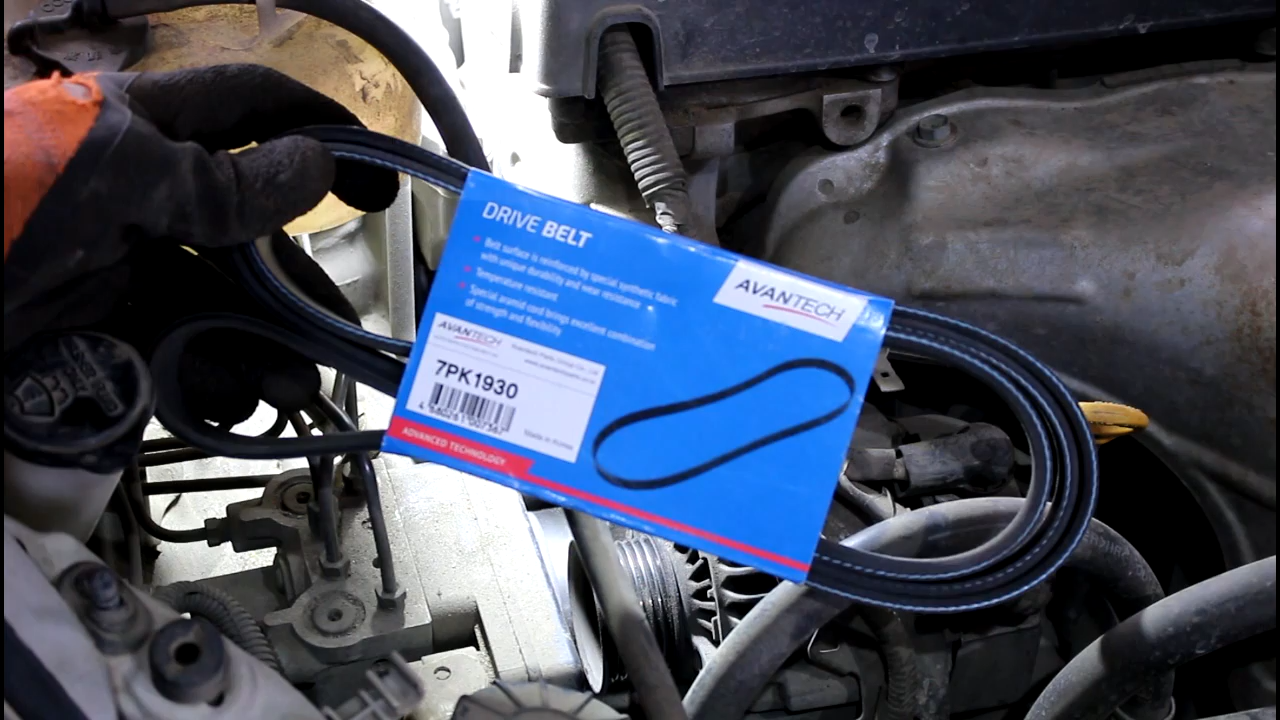 DRIVE BELT
Belt surface is reinforced by special synthetic fabric
with unique durability and wear resistance
Temperature resistant
Special aramid cord brings excellent combination
of strength and flexibility
AVANTECH
AVANTECH
7PK1930
Made in Korea
ADVANCED TECHNOLOGY